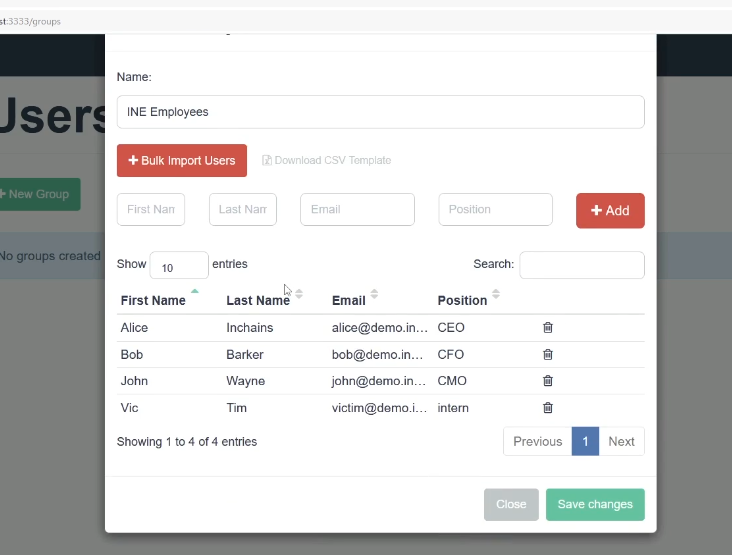 st:3333/groups
Users
Name:
INE Employees
+ Bulk Import Users Download CSV Template
+ New Group
First Nam Last Nam Email Position + Add
No groups created
Show 10 entries Search:
First Name Last Name Email Position
Alice Inchains alice@demo.in... CEO
Bob Barker bob@demo.in... CFO
John Wayne john@demo.in... CMO
Vic Tim victim@demo.i... intern
Showing 1 to 4 of 4 entries Previous 1 Next
Close Save changes